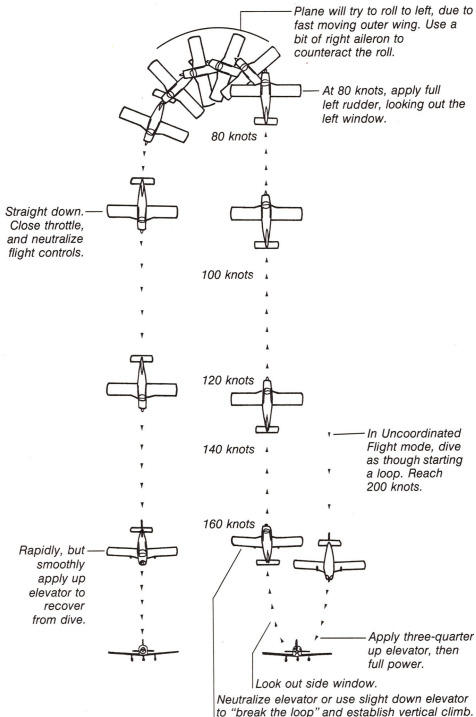 Plane will try to roll to left, due to
fast moving outer wing. Use a
bit of right aileron to
counteract the roll.
At 80 knots, apply full
left rudder, looking out the
left window.
80 knots
Straight down.
Close throttle,
and neutralize
flight controls.
100 knots
120 knots
140 knots
In Uncoordinated
Flight mode, dive
as though starting
a loop. Reach
200 knots.
160 knots
Rapidly, but
smoothly
apply up
elevator to
recover
from dive.
Apply three-quarter
up elevator, then
full power.
Look out side window.
Neutralize elevator or use slight down elevator
to "break the loop" and establish vertical climb.